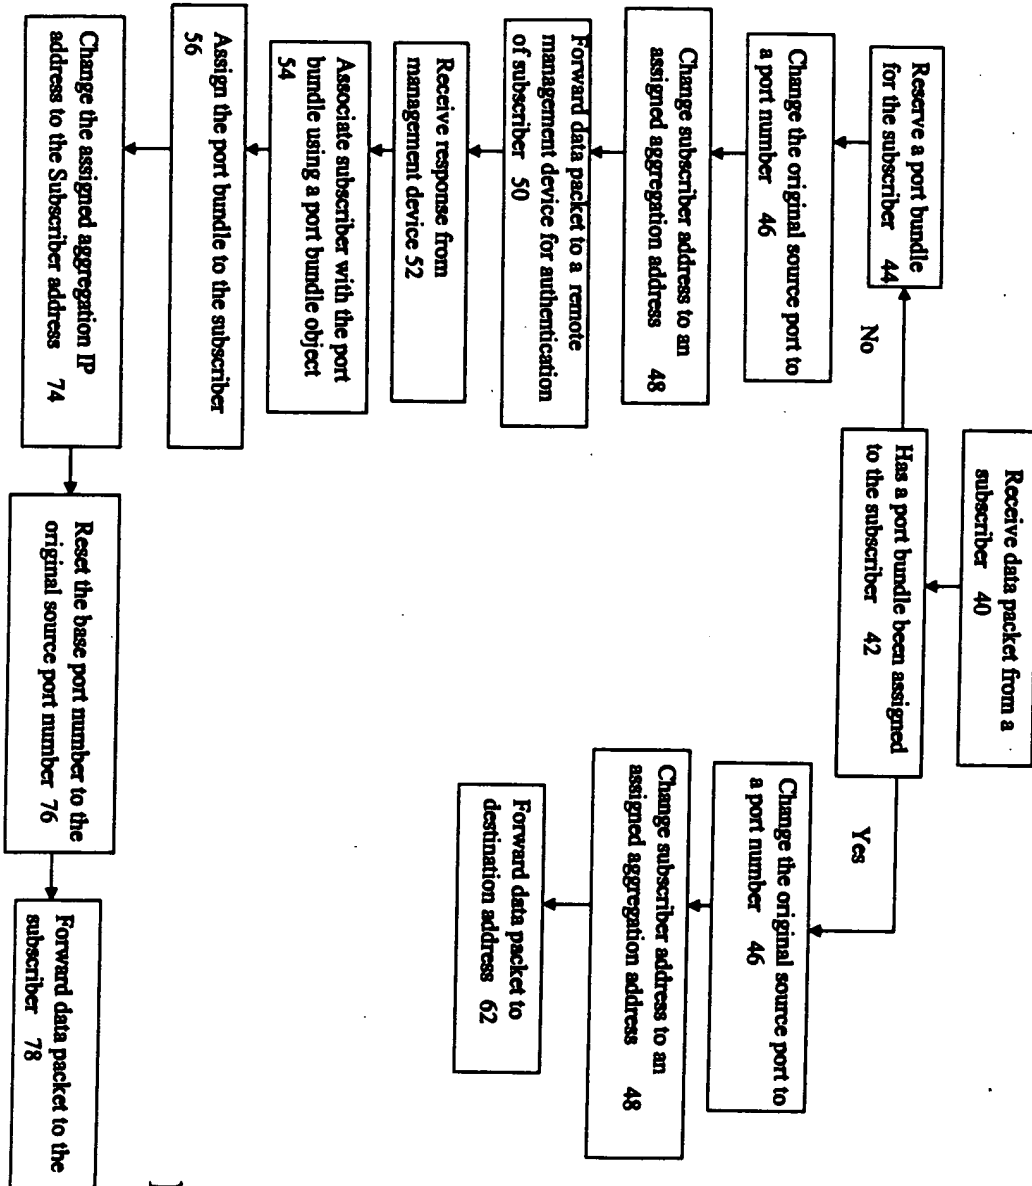 Receive data packet from a
subscriber 40
Has a port bundle been assigned
to the subscriber 42
No
Yes
Reserve a port bundle
for the subscriber 44
Change the original source port to
a port number 46
Change subscriber address to an
assigned aggregation address 48
Forward data packet to a remote
management device for authentication
of subscriber 50
Receive response from
management device 52
Associate subscriber with the port
bundle using a port bundle object
54
Assign the port bundle to the subscriber
56
Change the assigned aggregation IP
address to the Subscriber address 74
Reset the base port number to the
original source port number 76
Forward data packet to the
subscriber 78
Change the original source port to
a port number 46
Change subscriber address to an
assigned aggregation address 48
Forward data packet to
destination address 62